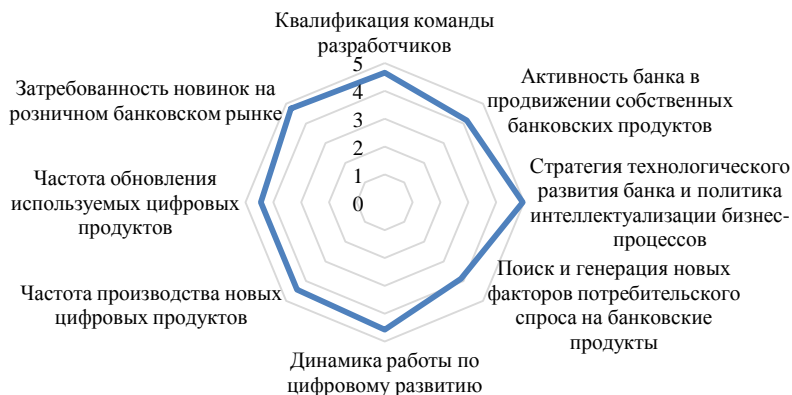 Квалификация команды
разработчиков
Активность банка в
продвижении собственных
банковских продуктов
Стратегия технологического
развития банка и политика
интеллектуализации бизнес-
процессов
Поиск и генерация новых
факторов потребительского
спроса на банковские
продукты
Динамика работы по
цифровому развитию
Частота производства новых
цифровых продуктов
Частота обновления
используемых цифровых
продуктов
Затребованность новинок на
розничном банковском рынке
5
4
3
2
1
0